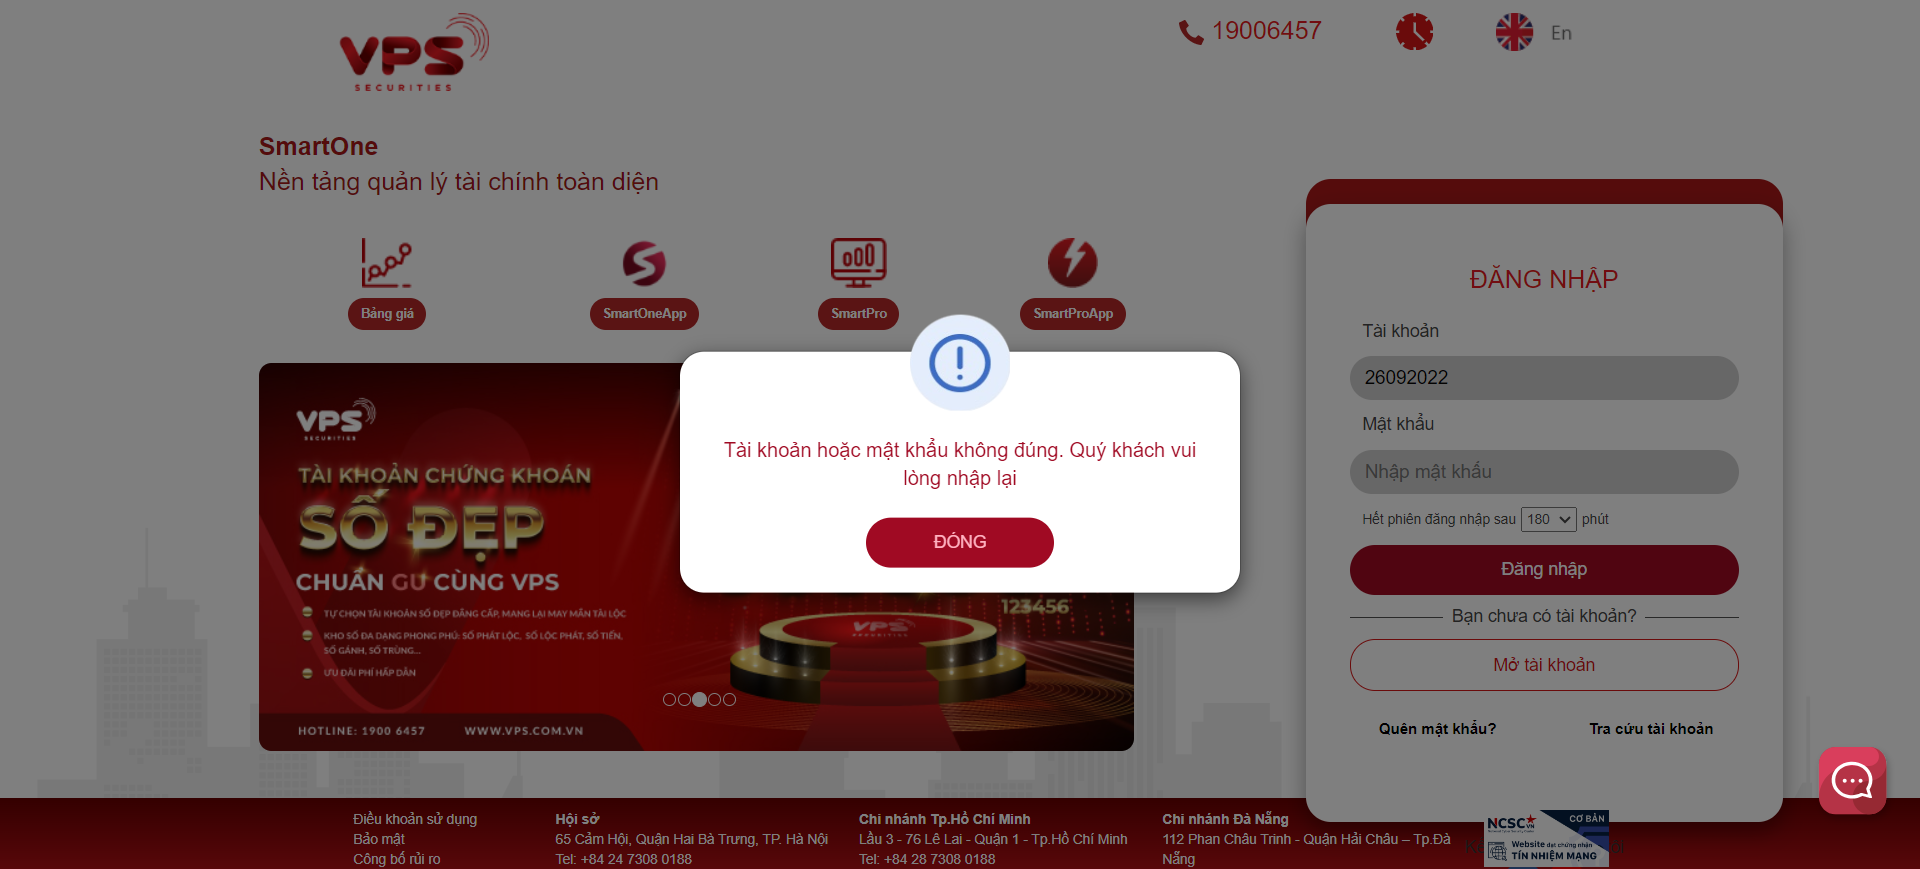 VPS
SECURITIES
19006457
En
SmartOne
Nền tảng quản lý tài chính toàn diện
Bảng giá
SmartOneApp
SmartPro
SmartProApp
VPS
SECURITIES
TÀI KHOẢN CHỨNG KHOÁN
SỐ ĐẸP
CHUẨN GU CÙNG VPS
TỰ CHỌN TÀI KHOẢN SỐ ĐẸP ĐẲNG CẤP, MANG LẠI MAY MẮN TÀI LỘC
KHO SỐ ĐA DẠNG PHONG PHÚ: SỐ PHÁT LỘC, SỐ LỘC PHÁT, SỐ TIẾN,
SỐ GÁNH, SỐ TRÙNG...
ƯU ĐÃI PHÍ HẤP DẪN
HOTLINE: 1900 6457
WWW.VPS.COM.VN
123456
VPS
SECURITIES
Tài khoản hoặc mật khẩu không đúng. Quý khách vui
lòng nhập lại
ĐÓNG
ĐĂNG NHẬP
Tài khoản
26092022
Mật khẩu
Nhập mật khẩu
Hết phiên đăng nhập sau 180 phút
Đăng nhập
Bạn chưa có tài khoản?
Mở tài khoản
Quên mật khẩu?
Tra cứu tài khoản
Điều khoản sử dụng
Bảo mật
Công bố rủi ro
Hội sở
65 Cảm Hội, Quận Hai Bà Trưng, TP. Hà Nội
Tel: +84 24 7308 0188
Chi nhánh Tp.Hồ Chí Minh
Lầu 3 - 76 Lê Lai - Quận 1 - Tp.Hồ Chí Minh
Tel: +84 28 7308 0188
Chi nhánh Đà Nẵng
112 Phan Châu Trinh - Quận Hải Châu – Tp.Đà
Nẵng
NCSC VN
CƠ BẢN
Website đạt chứng nhận
TÍN NHIỆM MẠNG